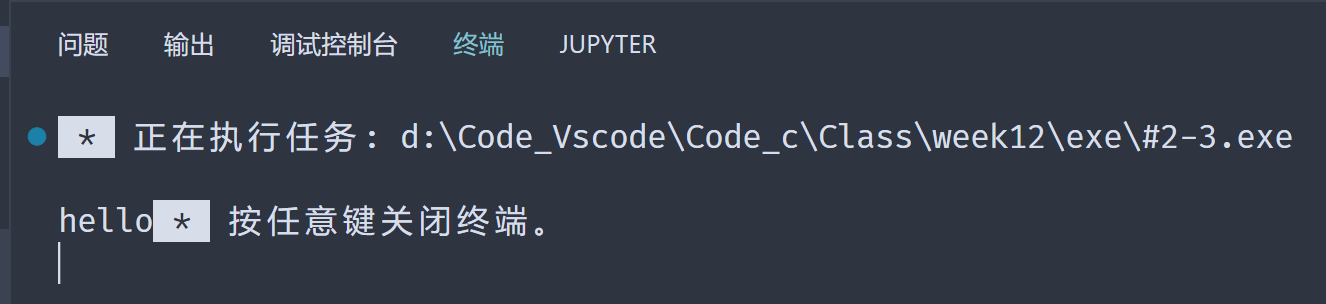 问题 输出 调试控制台 终端 JUPYTER
* 正在执行任务: d:\Code_Vscode\Code_c\Class\week12\exe\#2-3.exe
hello * 按任意键关闭终端。